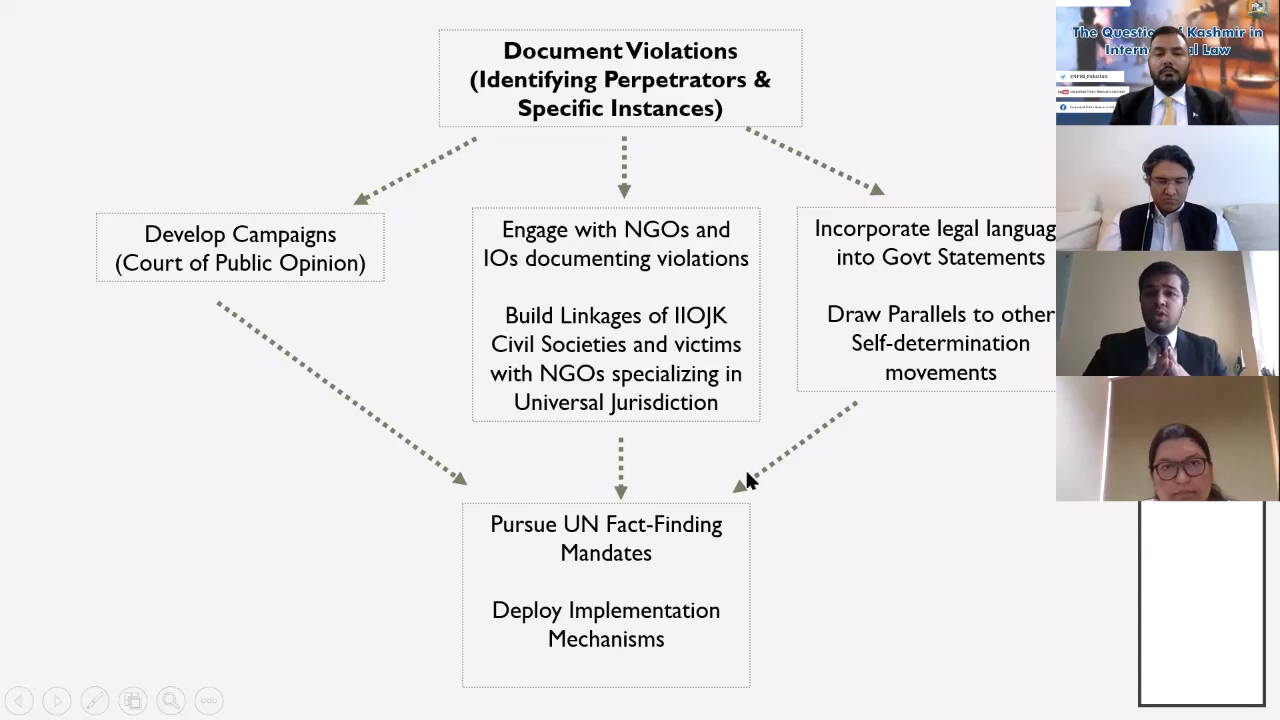 Document Violations
(Identifying Perpetrators &
Specific Instances)
Develop Campaigns
(Court of Public Opinion)
Engage with NGOs and
IOs documenting violations
Build Linkages of IIOJK
Civil Societies and victims
with NGOs specializing in
Universal Jurisdiction
Incorporate legal languag
into Govt Statements
Draw Parallels to other
Self-determination
movements
Pursue UN Fact-Finding
Mandates
Deploy Implementation
Mechanisms
The Questio of Kashmir in
Intern al Law
@IPRI_Pakistan